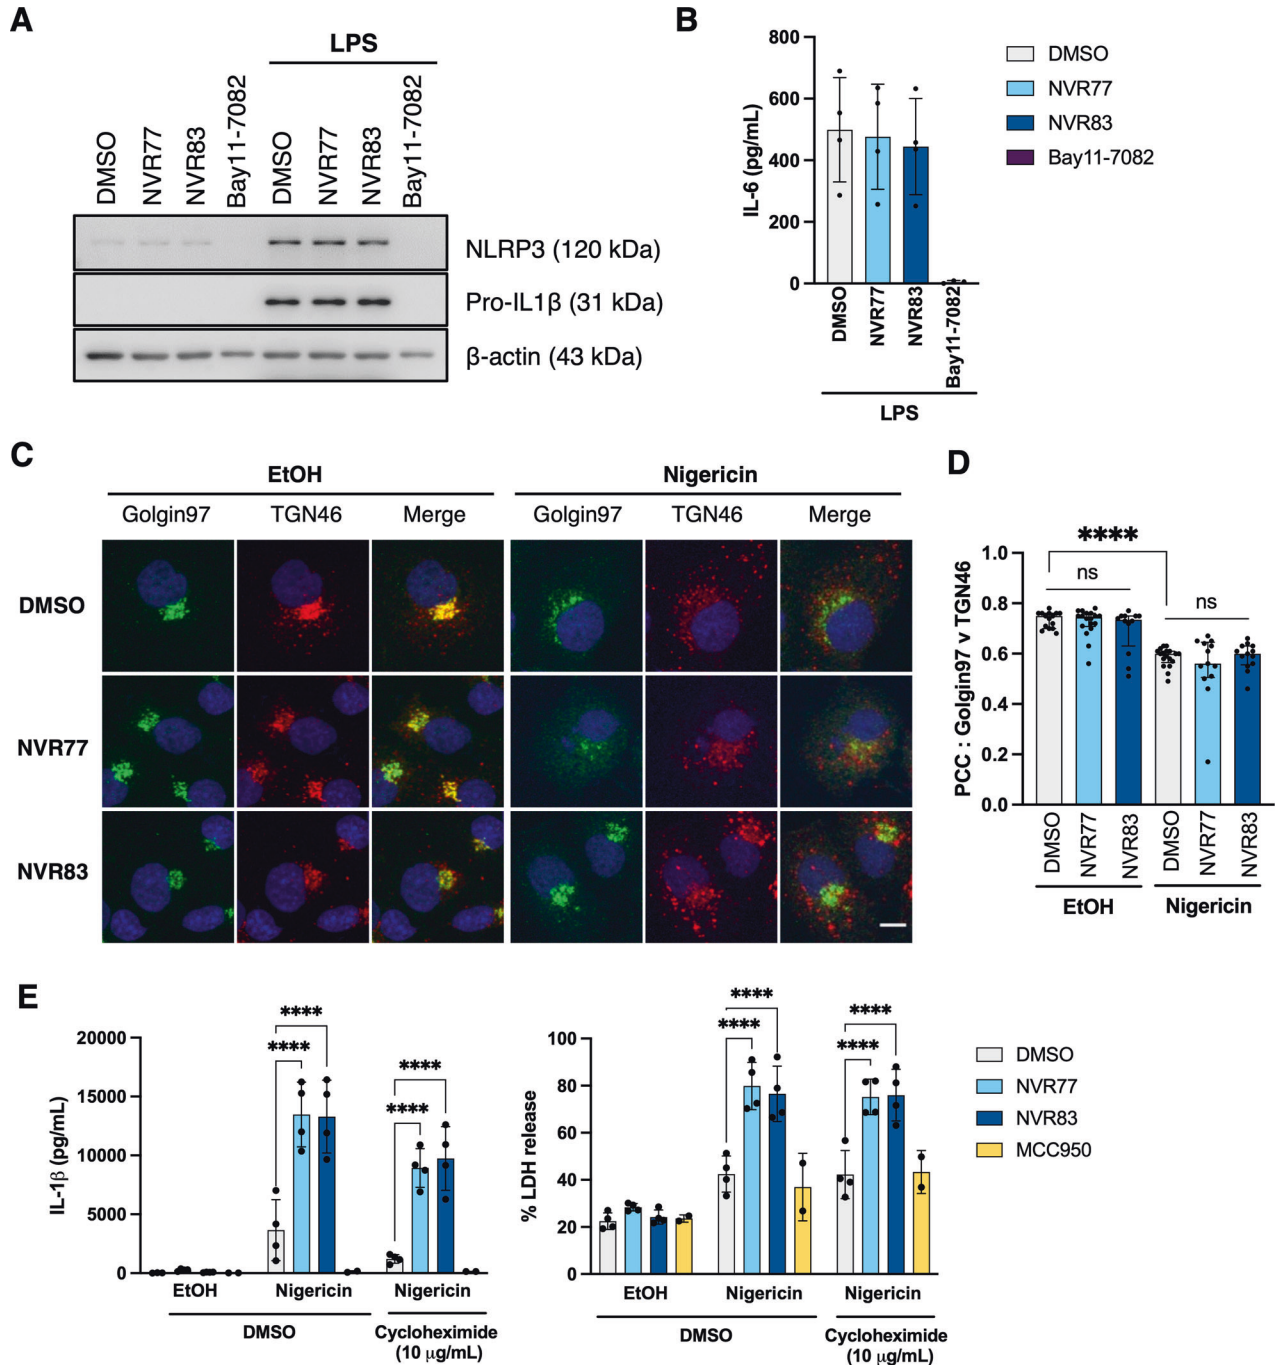 A
LPS
DMSO
NVR77
NVR83
Bay11-7082
DMSO
NVR77
NVR83
Bay11-7082
NLRP3 (120 kDa)
Pro-IL1β (31 kDa)
β-actin (43 kDa)
B
800
600
400
200
0
IL-6 (pg/mL)
DMSO
NVR77
NVR83
Bay11-7082
LPS
DMSO
NVR77
NVR83
Bay11-7082
C
EtOH
Nigericin
Golgin97 TGN46 Merge Golgin97 TGN46 Merge
DMSO
NVR77
NVR83
D
****
ns
ns
1.0
0.8
0.6
0.4
0.2
0.0
PCC : Golgin97 v TGN46
DMSO
NVR77
NVR83
DMSO
NVR77
NVR83
EtOH
Nigericin
E
20000
15000
10000
5000
0
IL-1β (pg/mL)
****
****
****
****
EtOH Nigericin Nigericin
DMSO
Cycloheximide
(10 μg/mL)
100
80
60
40
20
0
% LDH release
****
****
****
****
EtOH Nigericin Nigericin
DMSO
Cycloheximide
(10 μg/mL)
DMSO
NVR77
NVR83
MCC950